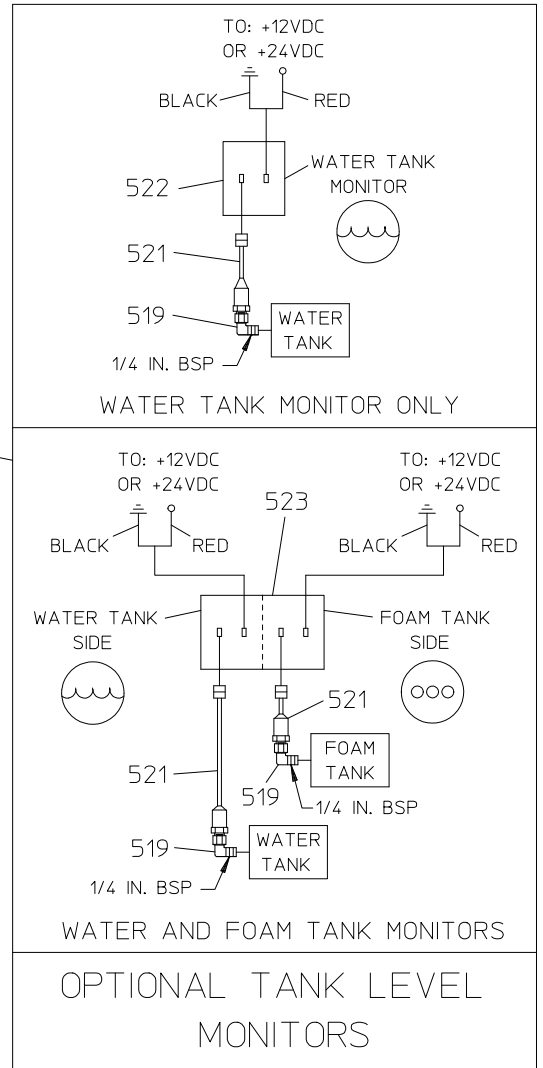 TO: +12VDC
OR +24VDC
BLACK
RED
522
WATER TANK
MONITOR
521
519
WATER
TANK
1/4 IN. BSP
WATER TANK MONITOR ONLY
TO: +12VDC
OR +24VDC
BLACK
RED
523
TO: +12VDC
OR +24VDC
BLACK
RED
WATER TANK
SIDE
FOAM TANK
SIDE
521
519
FOAM
TANK
1/4 IN. BSP
521
519
WATER
TANK
1/4 IN. BSP
WATER AND FOAM TANK MONITORS
OPTIONAL TANK LEVEL
MONITORS